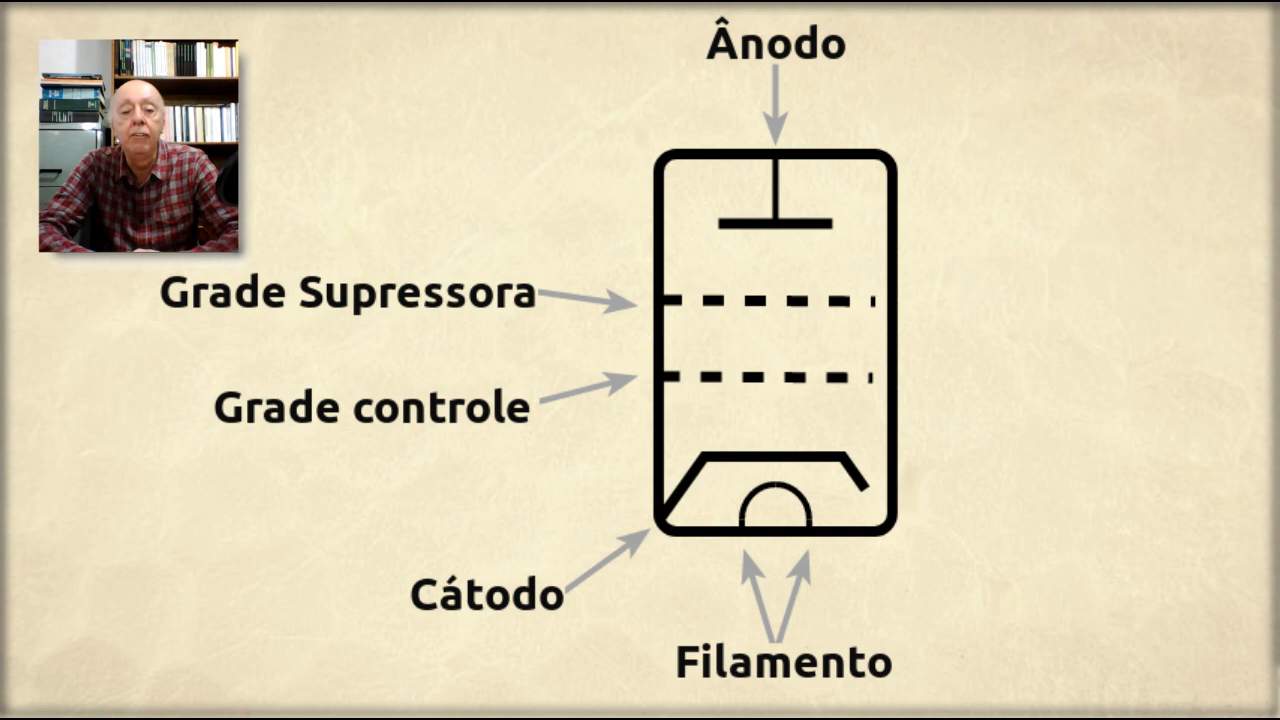 Ânodo
Grade Supressora
Grade controle
Cátodo
Filamento